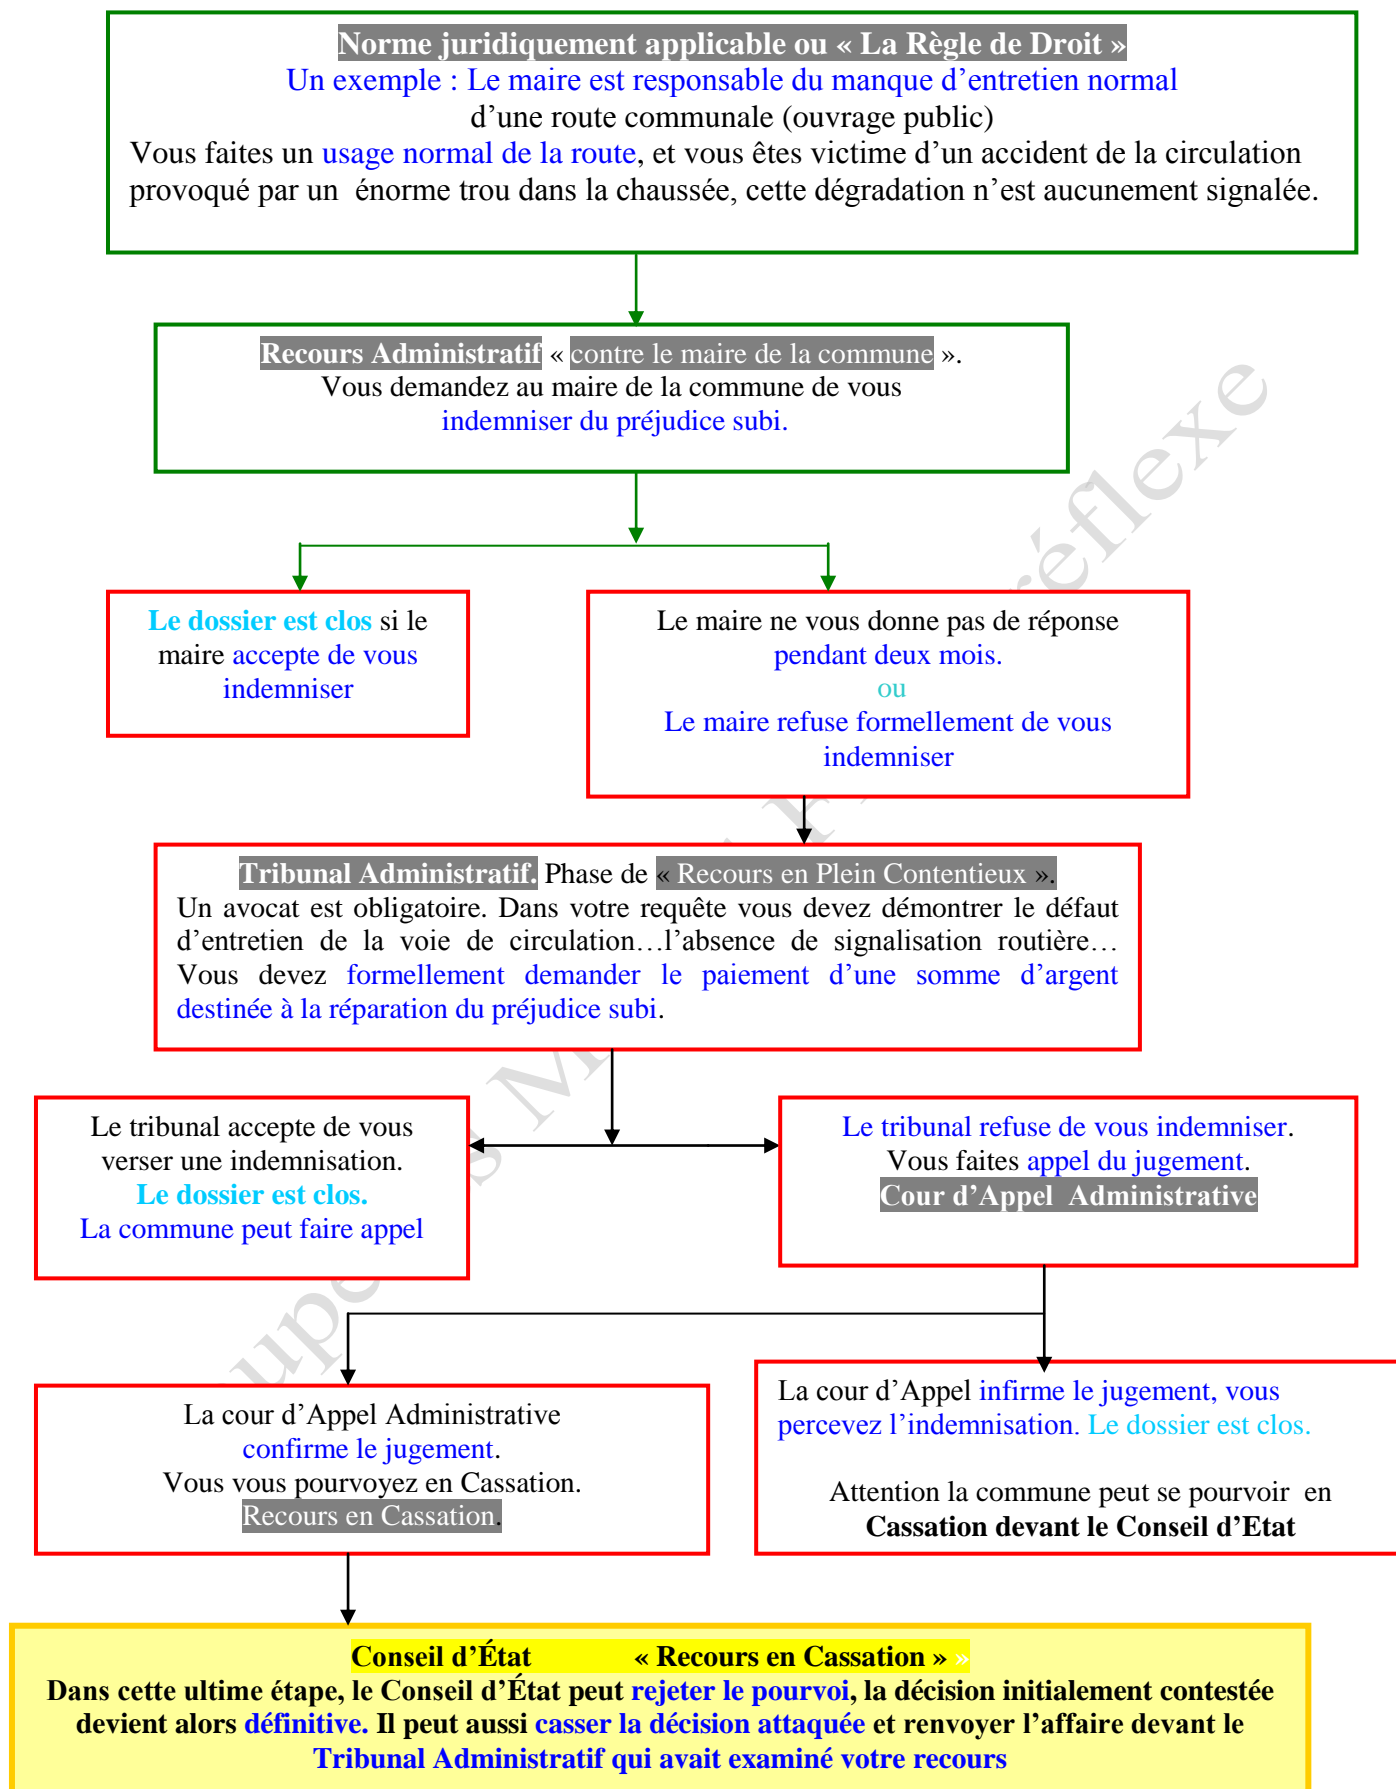 Norme juridiquement applicable ou « La Règle de Droit »
Un exemple : Le maire est responsable du manque d’entretien normal
d’une route communale (ouvrage public)
Vous faites un usage normal de la route, et vous êtes victime d’un accident de la circulation
provoqué par un énorme trou dans la chaussée, cette dégradation n’est aucunement signalée.
Recours Administratif « contre le maire de la commune ».
Vous demandez au maire de la commune de vous
indemniser du préjudice subi.
Le dossier est clos si le
maire accepte de vous
indemniser
Le maire ne vous donne pas de réponse
pendant deux mois.
ou
Le maire refuse formellement de vous
indemniser
Tribunal Administratif. Phase de « Recours en Plein Contentieux ».
Un avocat est obligatoire. Dans votre requête vous devez démontrer le défaut
d’entretien de la voie de circulation…l’absence de signalisation routière…
Vous devez formellement demander le paiement d’une somme d’argent
destinée à la réparation du préjudice subi.
Le tribunal accepte de vous
verser une indemnisation.
Le dossier est clos.
La commune peut faire appel
Le tribunal refuse de vous indemniser.
Vous faites appel du jugement.
Cour d’Appel Administrative
La cour d’Appel Administrative
confirme le jugement.
Vous vous pourvoyez en Cassation.
Recours en Cassation.
La cour d’Appel infirme le jugement, vous
percevez l’indemnisation. Le dossier est clos.
Attention la commune peut se pourvoir en
Cassation devant le Conseil d’Etat
Conseil d’État « Recours en Cassation » »
Dans cette ultime étape, le Conseil d’État peut rejeter le pourvoi, la décision initialement contestée
devient alors définitive. Il peut aussi casser la décision attaquée et renvoyer l’affaire devant le
Tribunal Administratif qui avait examiné votre recours
réflexe